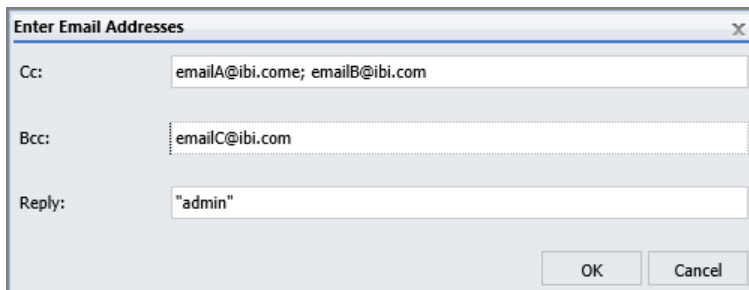 Enter Email Addresses
x
Cc: emailA@ibi.come; emailB@ibi.com
Bcc: emailC@ibi.com
Reply: "admin"
OK Cancel